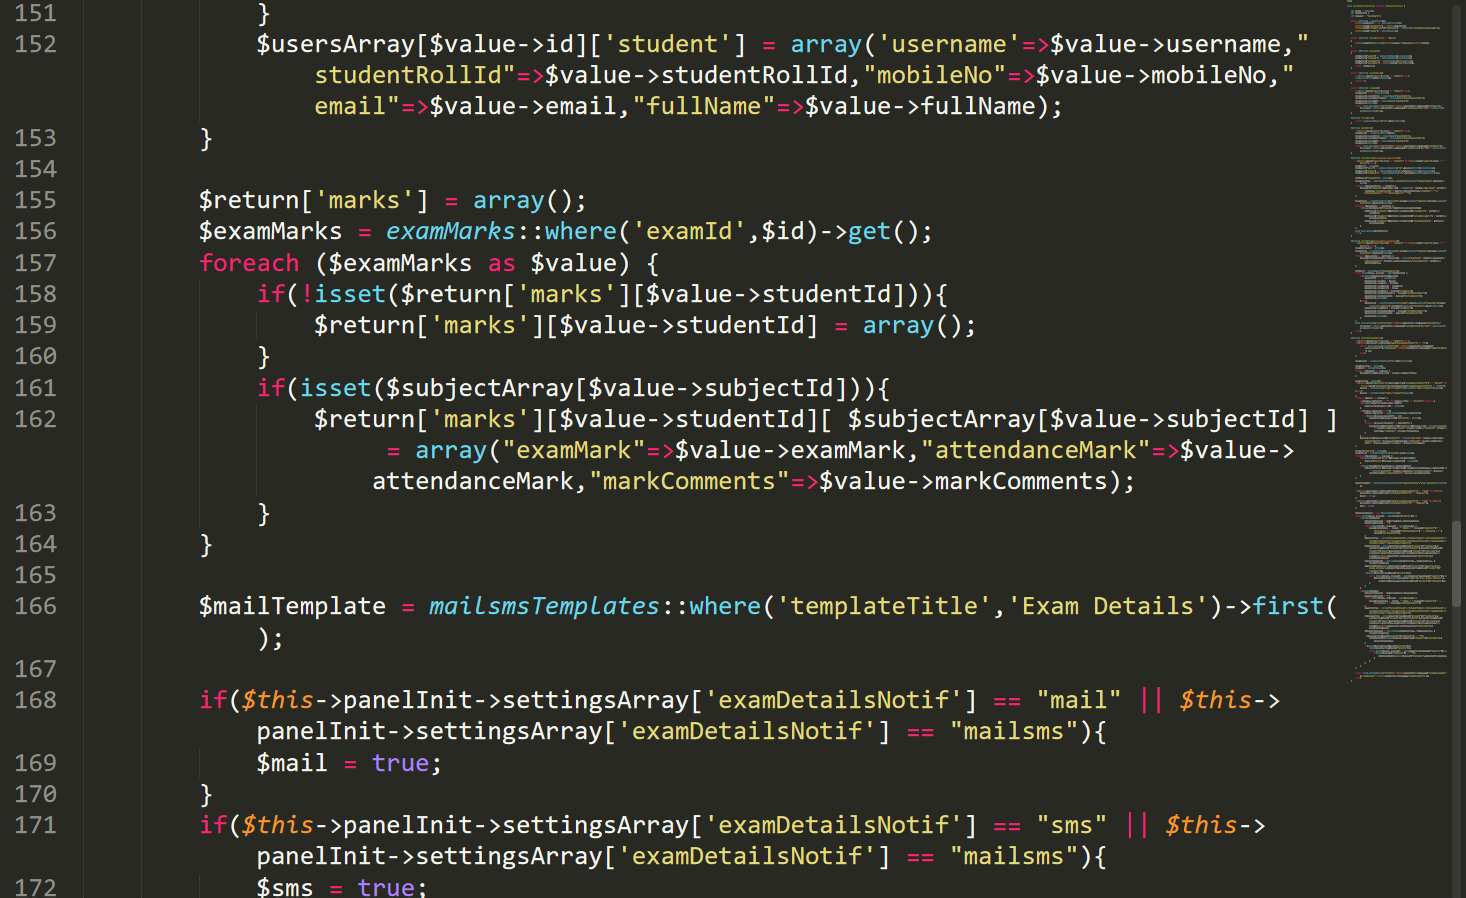 151 }
152 $usersArray[$value->id]['student'] = array('username'=>$value->username,"
studentRollId"=>$value->studentRollId,"mobileNo"=>$value->mobileNo,"
email"=>$value->email,"fullName"=>$value->fullName);
153 }
154
155 $return['marks'] = array();
156 $examMarks = examMarks::where('examId',$id)->get();
157 foreach ($examMarks as $value) {
158 if(!isset($return['marks'][$value->studentId])){
159 $return['marks'][$value->studentId] = array();
160 }
161 if(isset($subjectArray[$value->subjectId])){
162 $return['marks'][$value->studentId][ $subjectArray[$value->subjectId] ]
= array("examMark"=>$value->examMark,"attendanceMark"=>$value->
attendanceMark,"markComments"=>$value->markComments);
163 }
164 }
165
166 $mailTemplate = mailsmsTemplates::where('templateTitle','Exam Details')->first(
);
167
168 if($this->panelInit->settingsArray['examDetailsNotif'] == "mail" || $this->
panelInit->settingsArray['examDetailsNotif'] == "mailsms"){
169 $mail = true;
170 }
171 if($this->panelInit->settingsArray['examDetailsNotif'] == "sms" || $this->
panelInit->settingsArray['examDetailsNotif'] == "mailsms"){
172 $sms = true;